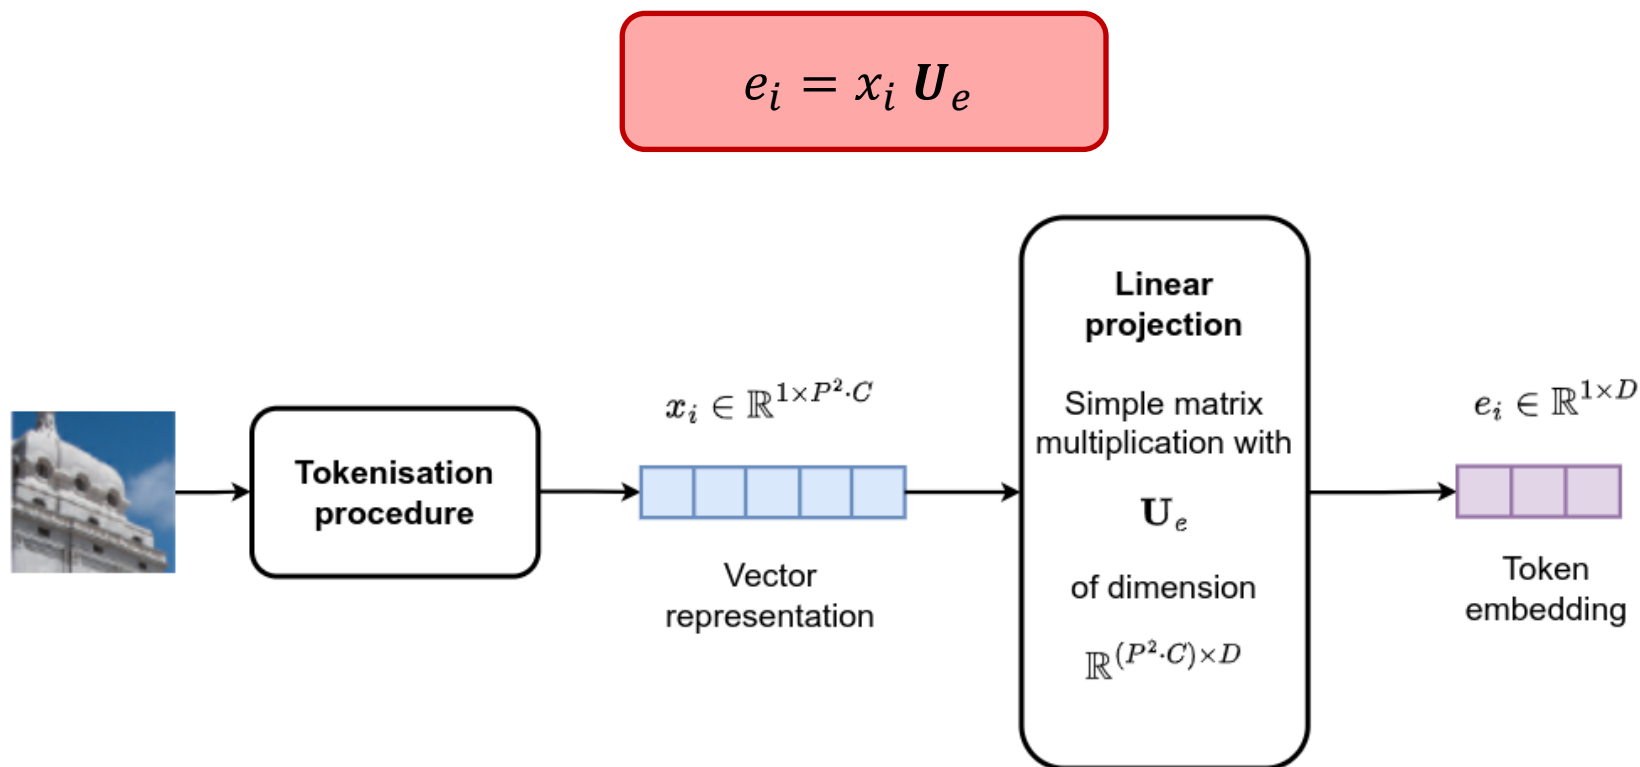 e_i = x_i U_e
Linear
projection
Simple matrix
multiplication with
U_e
of dimension
ℝ^{(P²·C)×D}
Tokenisation
procedure
x_i ∈ ℝ^{1×P²·C}
Vector
representation
e_i ∈ ℝ^{1×D}
Token
embedding